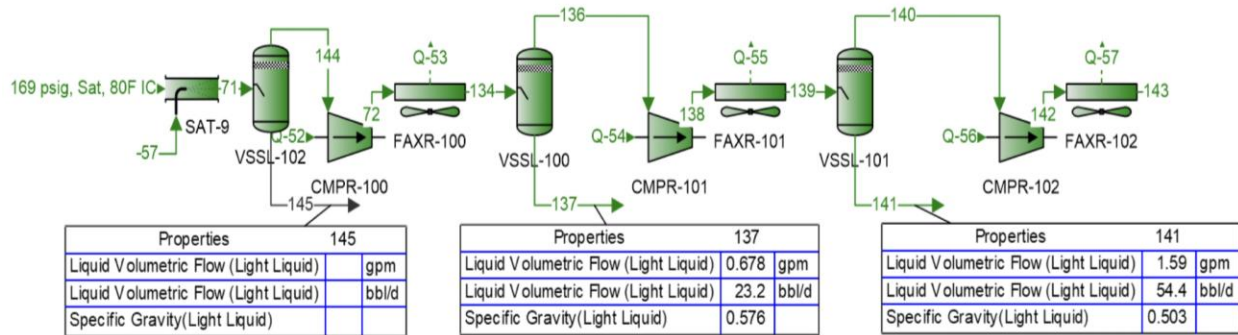 136
140
144
Q-53
Q-55
Q-57
169 psig, Sat, 80F IC
71
72
134
138
139
142
143
SAT-9
-57
Q-52
Q-54
Q-56
FAXR-100
FAXR-101
FAXR-102
VSSL-102
VSSL-100
VSSL-101
CMPR-100
CMPR-101
CMPR-102
145
137
141
Properties 145
Liquid Volumetric Flow (Light Liquid) gpm
Liquid Volumetric Flow (Light Liquid) bbl/d
Specific Gravity(Light Liquid)
Properties 137
Liquid Volumetric Flow (Light Liquid) 0.678 gpm
Liquid Volumetric Flow (Light Liquid) 23.2 bbl/d
Specific Gravity(Light Liquid) 0.576
Properties 141
Liquid Volumetric Flow (Light Liquid) 1.59 gpm
Liquid Volumetric Flow (Light Liquid) 54.4 bbl/d
Specific Gravity(Light Liquid) 0.503